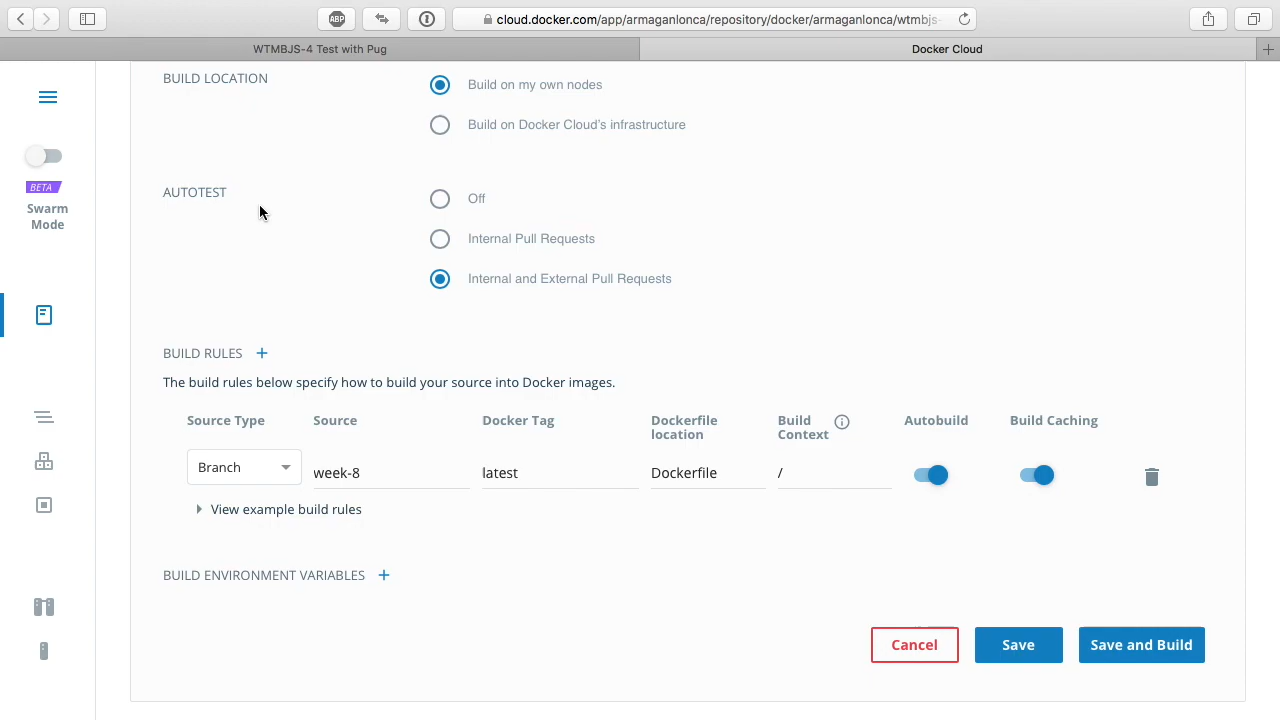 ABP
cloud.docker.com/app/armaganlonca/repository/docker/armaganlonca/wtmbjs-
WTMBJS-4 Test with Pug
Docker Cloud
BUILD LOCATION
Build on my own nodes
Build on Docker Cloud's infrastructure
BETA
Swarm
Mode
AUTOTEST
Off
Internal Pull Requests
Internal and External Pull Requests
BUILD RULES +
The build rules below specify how to build your source into Docker images.
Source Type Source Docker Tag Dockerfile location Build Context Autobuild Build Caching
Branch week-8 latest Dockerfile /
View example build rules
BUILD ENVIRONMENT VARIABLES +
Cancel Save Save and Build